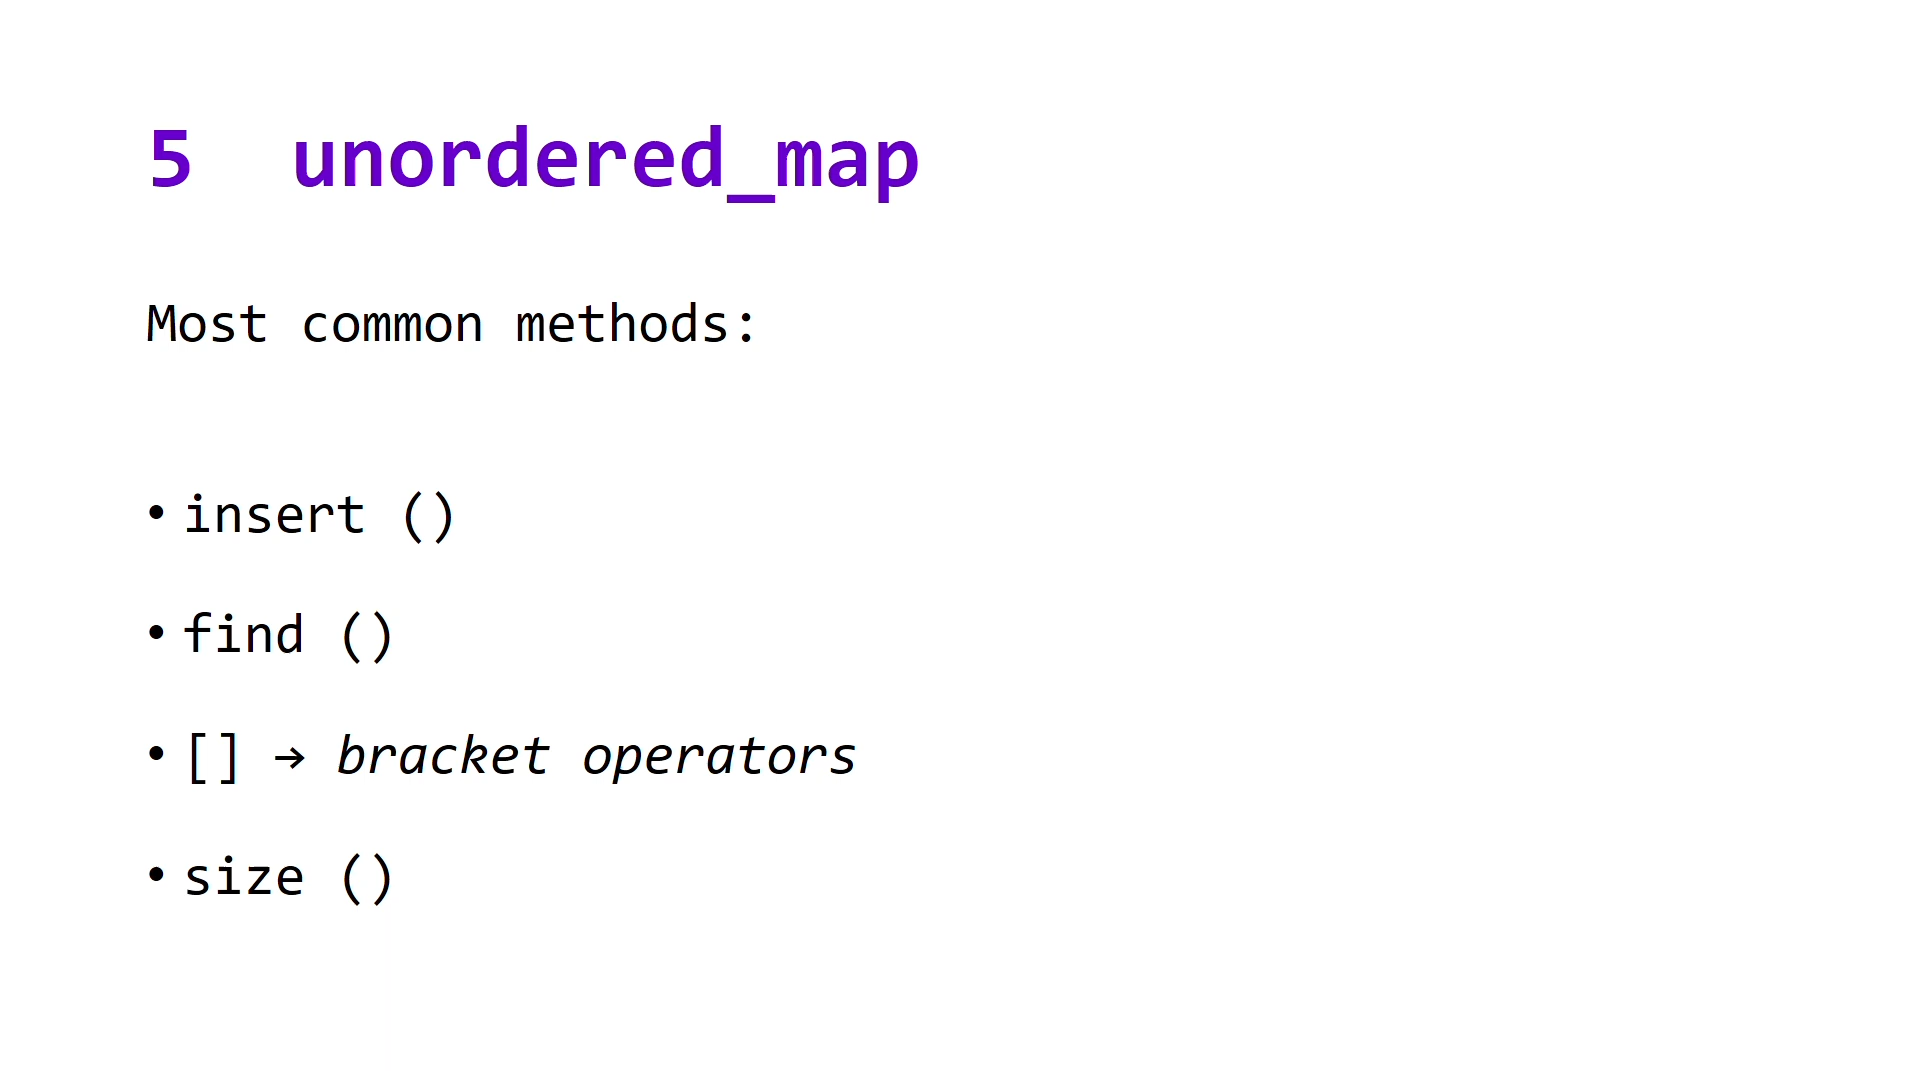 5 unordered_map
Most common methods:
• insert ()
• find ()
• [] → bracket operators
• size ()